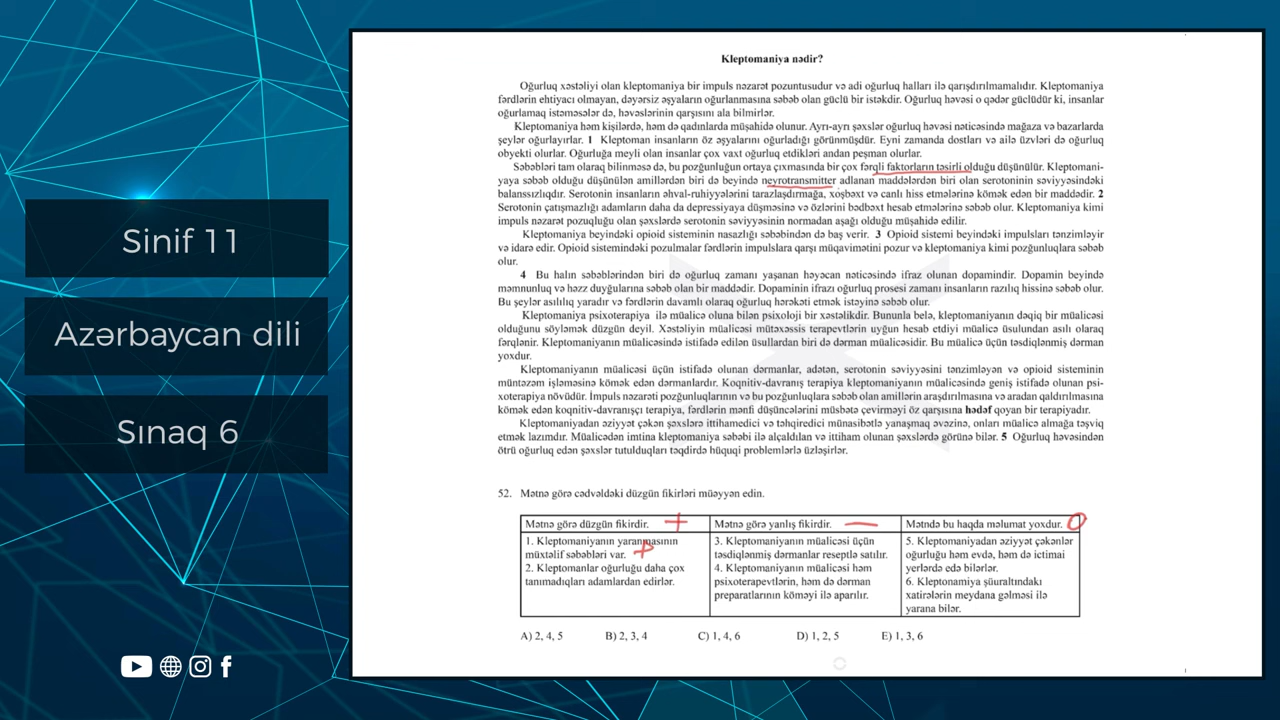 Sinif 11
Azərbaycan dili
Sınaq 6
Kleptomaniya nədir?
Oğurluq xəstəliyi olan kleptomaniya bir impuls nəzarət pozuntusudur və adi oğurluq halları ilə qarışdırılmamalıdır. Kleptomaniya
fərdlərin ehtiyacı olmayan, dəyərsiz əşyaların oğurlanmasına səbəb olan güclü bir istəkdir. Oğurluq həvəsi o qədər güclüdür ki, insanlar
oğurlamaq istəməsələr də, həvəslərinin qarşısını ala bilmirlər.
Kleptomaniya həm kişilərdə, həm də qadınlarda müşahidə olunur. Ayrı-ayrı şəxslər oğurluq həvəsi nəticəsində mağaza və bazarlarda
şeylər oğurlayırlar. 1 Kleptoman insanların öz əşyalarını oğurladığı görünmüşdür. Eyni zamanda dostları və ailə üzvləri də oğurluq
obyekti olurlar. Oğurluğa meyli olan insanlar çox vaxt oğurluq etdikləri andan peşman olurlar.
Səbəbləri tam olaraq bilinməsə də, bu pozğunluğun ortaya çıxmasında bir çox fərqli faktorların təsirli olduğu düşünülür. Kleptomani-
yaya səbəb olduğu düşünülən amillərdən biri də beyində neyrotransmitter adlanan maddələrdən biri olan serotoninin səviyyəsindəki
balanssızlıqdır. Serotonin insanların əhval-ruhiyyələrini tarazlaşdırmağa, xoşbəxt və canlı hiss etmələrinə kömək edən bir maddədir. 2
Serotonin çatışmazlığı adamların daha da depressiyaya düşməsinə və özlərini bədbəxt hesab etmələrinə səbəb olur. Kleptomaniya kimi
impuls nəzarət pozuqluğu olan şəxslərdə serotonin səviyyəsinin normadan aşağı olduğu müşahidə edilir.
Kleptomaniya beyindəki opioid sisteminin nasazlığı səbəbindən də baş verir. 3 Opioid sistemi beyindəki impulsları tənzimləyir
və idarə edir. Opioid sistemindəki pozulmalar fərdlərin impulslara qarşı müqavimətini pozur və kleptomaniya kimi pozğunluqlara səbəb
olur.
4 Bu halın səbəblərindən biri də oğurluq zamanı yaşanan həyəcan nəticəsində ifraz olunan dopamindir. Dopamin beyində
məmnunluq və həzz duyğularına səbəb olan bir maddədir. Dopaminin ifrazı oğurluq prosesi zamanı insanların razılıq hissinə səbəb olur.
Bu şeylər asılılıq yaradır və fərdlərin davamlı olaraq oğurluq hərəkəti etmək istəyinə səbəb olur.
Kleptomaniya psixoterapiya ilə müalicə oluna bilən psixoloji bir xəstəlikdir. Bununla belə, kleptomaniyanın dəqiq bir müalicəsi
olduğunu söyləmək düzgün deyil. Xəstəliyin müalicəsi mütəxəssis terapevtlərin uyğun hesab etdiyi müalicə üsulundan asılı olaraq
fərqlənir. Kleptomaniyanın müalicəsində istifadə edilən üsullardan biri də dərman müalicəsidir. Bu müalicə üçün təsdiqlənmiş dərman
yoxdur.
Kleptomaniyanın müalicəsi üçün istifadə olunan dərmanlar, adətən, serotonin səviyyəsini tənzimləyən və opioid sisteminin
müntəzəm işləməsinə kömək edən dərmanlardır. Koqnitiv-davranış terapiya kleptomaniyanın müalicəsində geniş istifadə olunan psi-
xoterapiya növüdür. İmpuls nəzarəti pozğunluqlarının və bu pozğunluqlara səbəb olan amillərin araşdırılmasına və aradan qaldırılmasına
kömək edən koqnitiv-davranışçı terapiya, fərdlərin mənfi düşüncələrini müsbətə çevirməyi öz qarşısına hədəf qoyan bir terapiyadır.
Kleptomaniyadan əziyyət çəkən şəxslərə ittihamedici və təhqiredici münasibətlə yanaşmaq əvəzinə, onları müalicə almağa təşviq
etmək lazımdır. Müalicədən imtina kleptomaniya səbəbi ilə alçaldılan və ittiham olunan şəxslərdə görünə bilər. 5 Oğurluq həvəsindən
ötrü oğurluq edən şəxslər tutulduqları təqdirdə hüquqi problemlərlə üzləşirlər.
52. Mətnə görə cədvəldəki düzgün fikirləri müəyyən edin.
Mətnə görə düzgün fikirdir. +
1. Kleptomaniyanın yaranmasının
müxtəlif səbəbləri var. +
2. Kleptomanlar oğurluğu daha çox
tanımadıqları adamlardan edirlər.
Mətnə görə yanlış fikirdir. —
3. Kleptomaniyanın müalicəsi üçün
təsdiqlənmiş dərmanlar reseptlə satılır.
4. Kleptomaniyanın müalicəsi həm
psixoterapevtlərin, həm də dərman
preparatlarının köməyi ilə aparılır.
Mətndə bu haqda məlumat yoxdur. 0
5. Kleptomaniyadan əziyyət çəkənlər
oğurluğu həm evdə, həm də ictimai
yerlərdə edə bilərlər.
6. Kleptonamiya şüuraltındakı
xatirələrin meydana gəlməsi ilə
yarana bilər.
A) 2, 4, 5 B) 2, 3, 4 C) 1, 4, 6 D) 1, 2, 5 E) 1, 3, 6